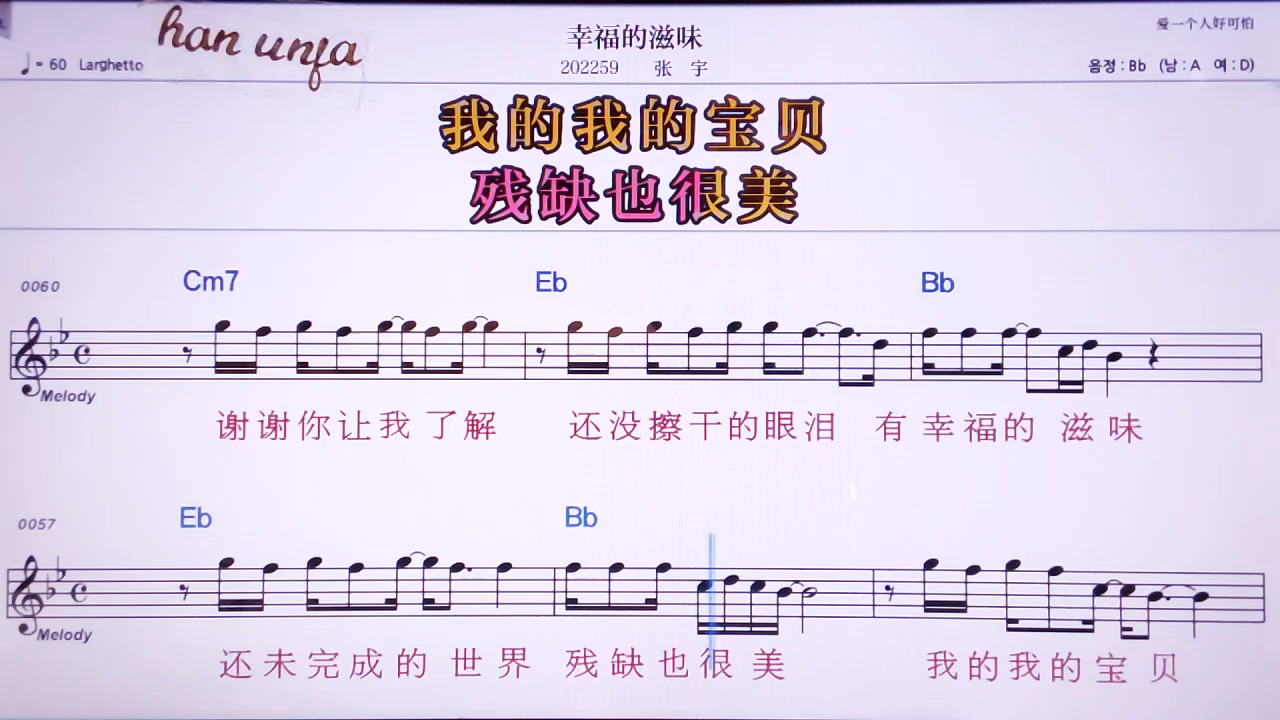 han unfa
幸福的滋味
爱一个人好可怕
♩= 60 Larghetto
202259 张 宇
음정 : Bb (남 : A 여 : D)
我的我的宝贝
残缺也很美
0060
Cm7 Eb Bb
Melody
谢谢你让我 了解 还没擦干的眼泪 有 幸福的 滋味
0057
Eb Bb
Melody
还未完成的 世界 残缺也很 美 我的我的宝 贝